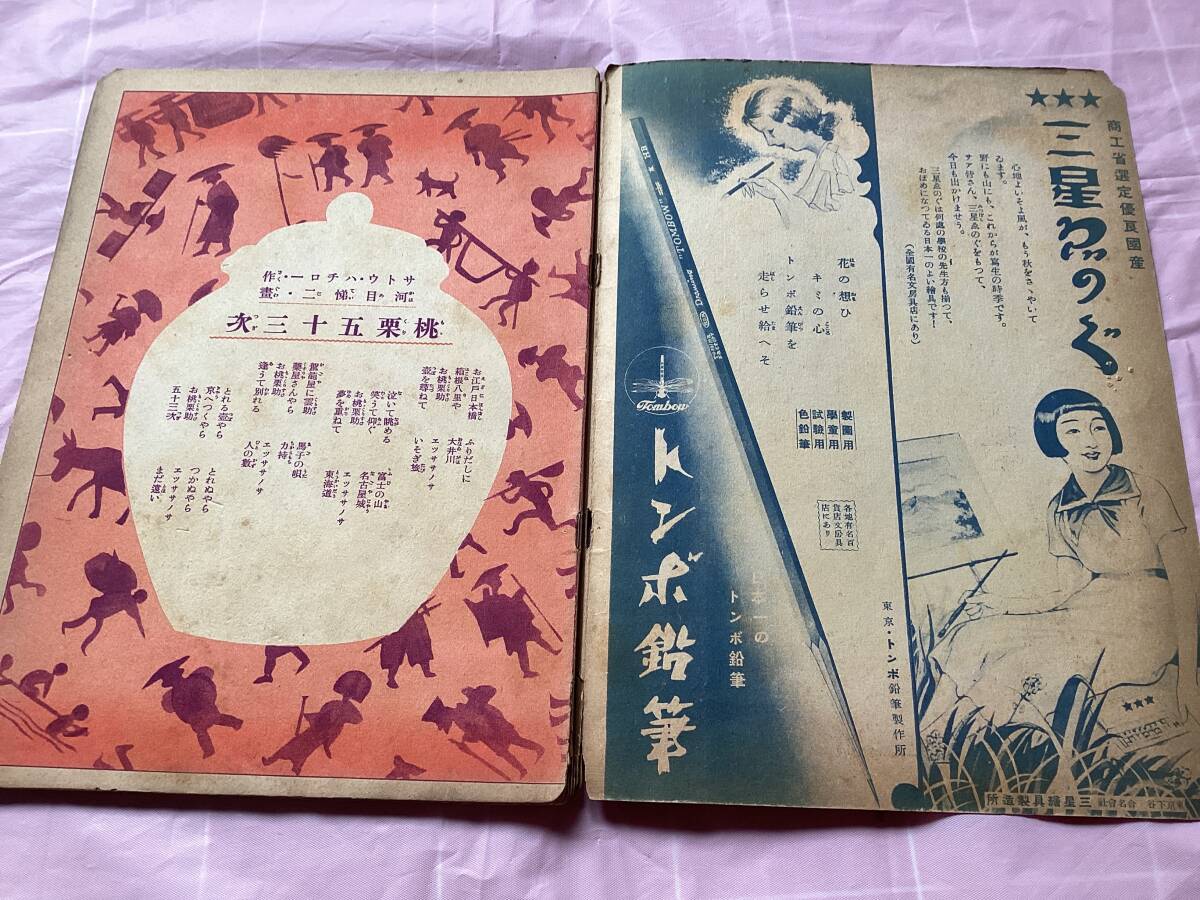 商工省選定優良國産
★★★
三星ゑのぐ
心地よいそよ風が、もう秋をさゝやいて
ゐます。
野にも山にも、これからが寫生の時季です。
サア皆さん、三星ゑのぐをもつて、
今日も出かけませう。
三星ゑのぐは何處の學校の先生方も揃つて、
おほめになつてゐる日本一のよい繪具です!
(全國有名文房具店にあり)
東京下谷 合名會社 三星繪具製造所
花の想ひ
キミの心
トンボ鉛筆を
走らせ給へそ
製圖用
學童用
試驗用
色鉛筆
各地有名百
貨店文房具
店にあり
HB
"TOMBOW"
Drawing
Tombow
トンボ鉛筆
日本一の
トンボ鉛筆
東京・トンボ鉛筆製作所
サトウ・ハチロー・作
河目悌二・畫
桃栗五十三次
お江戸日本橋
ふりだしに
箱根八里や
大井川
お桃栗助
エッササノサ
壺を尋ねて
いそぎ旅
泣いて眺める
富士の山
笑うて仰ぐ
名古屋城
お桃栗助
エッササノサ
夢を重ねて
東海道
駕籠屋に雲助
馬子の唄
藥屋さんやら
力持
お桃栗助
エッササノサ
逢うて別れる
人の數
とれる壺やら
とれぬやら
京へつくやら
つかぬやら
お桃栗助
エッササノサ
五十三次
まだ遠い